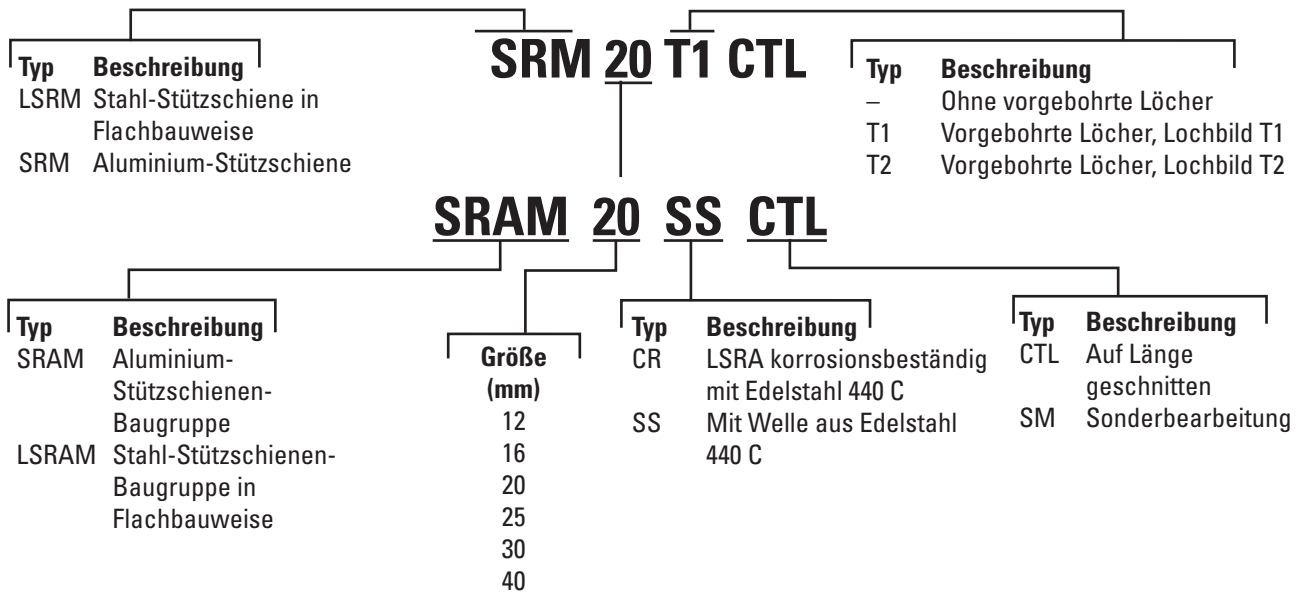 SRM 20 T1 CTL
Typ Beschreibung
LSRM Stahl-Stützschiene in
Flachbauweise
SRM Aluminium-Stützschiene
Typ Beschreibung
– Ohne vorgebohrte Löcher
T1 Vorgebohrte Löcher, Lochbild T1
T2 Vorgebohrte Löcher, Lochbild T2
SRAM 20 SS CTL
Typ Beschreibung
SRAM Aluminium-
Stützschienen-
Baugruppe
LSRAM Stahl-Stützschienen-
Baugruppe in
Flachbauweise
Größe
(mm)
12
16
20
25
30
40
Typ Beschreibung
CR LSRA korrosionsbeständig
mit Edelstahl 440 C
SS Mit Welle aus Edelstahl
440 C
Typ Beschreibung
CTL Auf Länge
geschnitten
SM Sonderbearbeitung